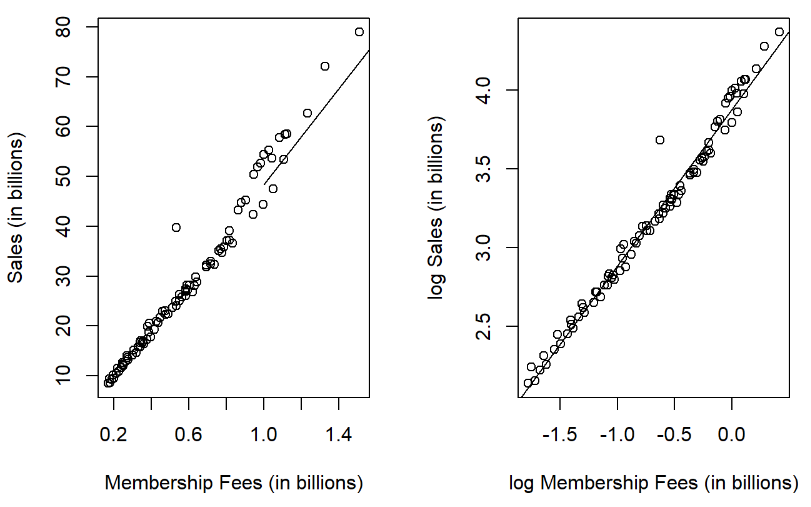 Sales (in billions)
80
70
60
50
40
30
20
10
0.2 0.6 1.0 1.4
Membership Fees (in billions)
log Sales (in billions)
4.0
3.5
3.0
2.5
-1.5 -1.0 -0.5 0.0
log Membership Fees (in billions)